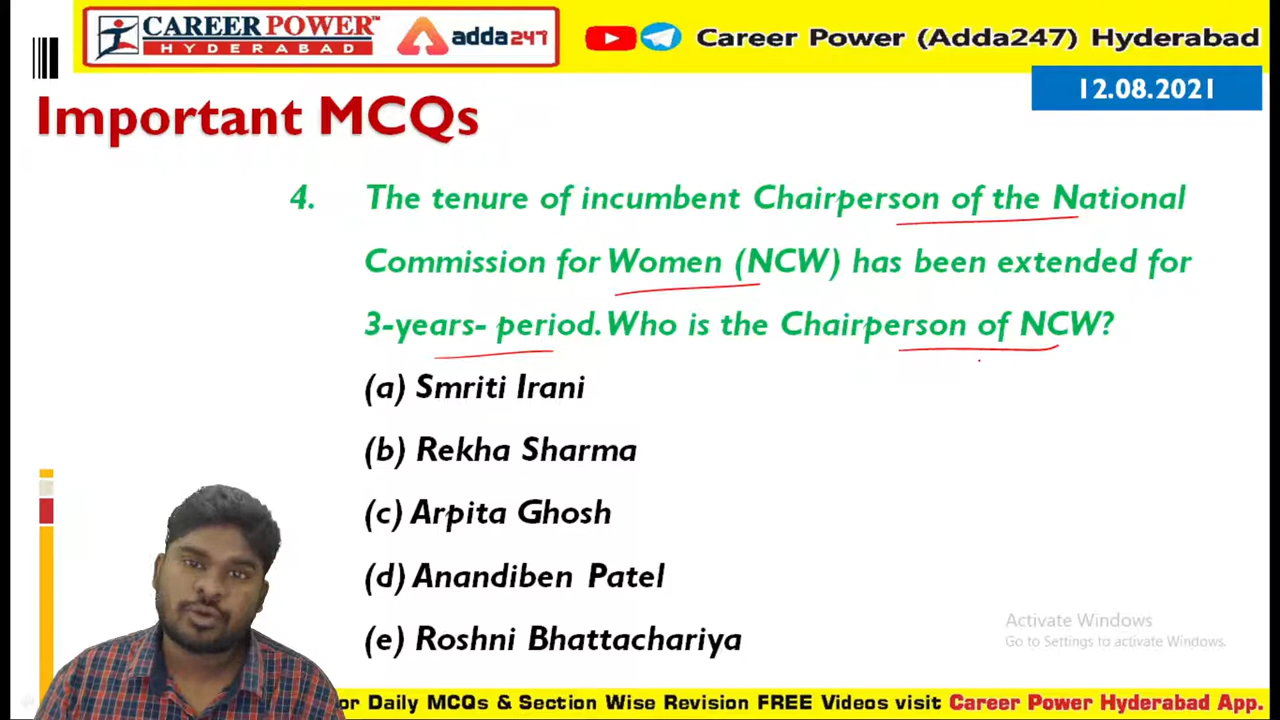 CAREER POWER™
HYDERABAD
adda247
Career Power (Adda247) Hyderabad
12.08.2021
Important MCQs
4. The tenure of incumbent Chairperson of the National
Commission for Women (NCW) has been extended for
3-years- period. Who is the Chairperson of NCW?
(a) Smriti Irani
(b) Rekha Sharma
(c) Arpita Ghosh
(d) Anandiben Patel
(e) Roshni Bhattachariya
Activate Windows
Go to Settings to activate Windows.
or Daily MCQs & Section Wise Revision FREE Videos visit Career Power Hyderabad App.